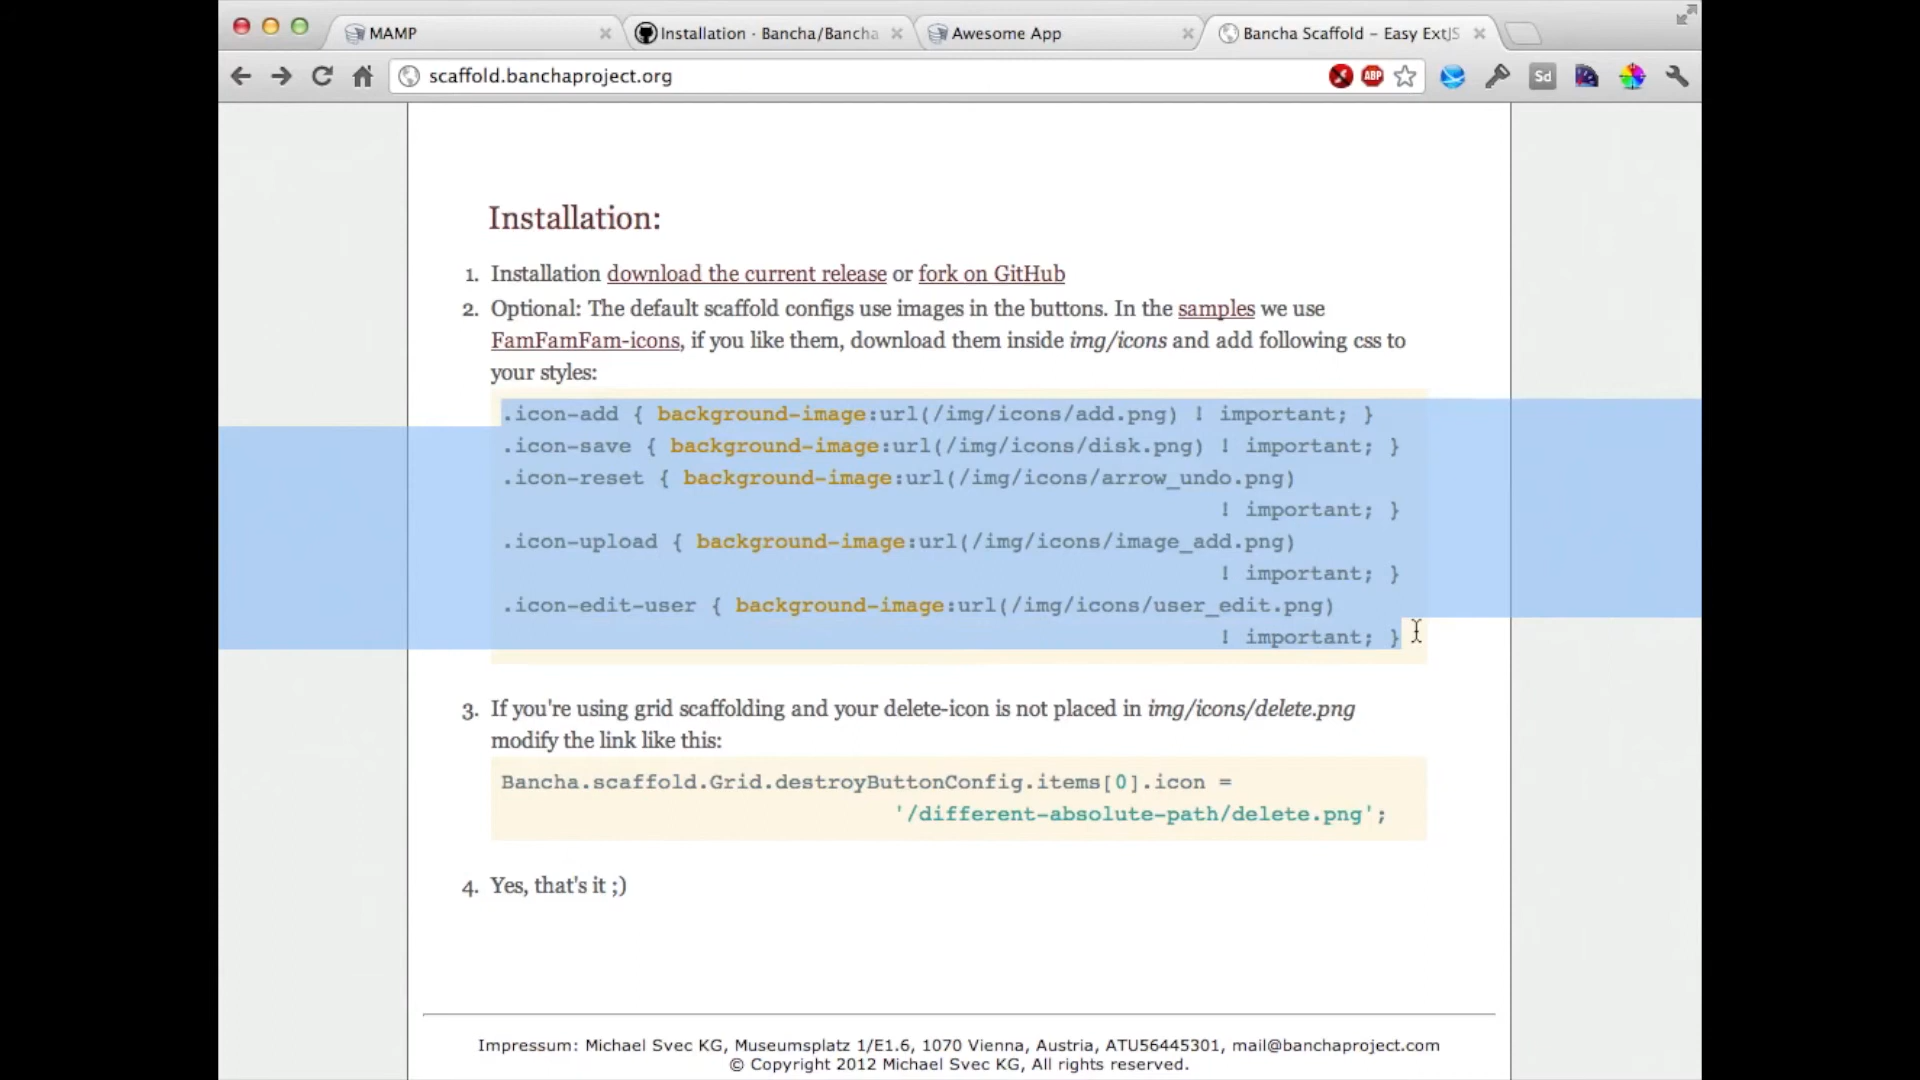 MAMP
Installation · Bancha/Bancha
Awesome App
Bancha Scaffold – Easy ExtJS
scaffold.banchaproject.org
ABP
Sd
Installation:
1. Installation download the current release or fork on GitHub
2. Optional: The default scaffold configs use images in the buttons. In the samples we use
FamFamFam-icons, if you like them, download them inside img/icons and add following css to
your styles:
.icon-add { background-image:url(/img/icons/add.png) ! important; }
.icon-save { background-image:url(/img/icons/disk.png) ! important; }
.icon-reset { background-image:url(/img/icons/arrow_undo.png)
! important; }
.icon-upload { background-image:url(/img/icons/image_add.png)
! important; }
.icon-edit-user { background-image:url(/img/icons/user_edit.png)
! important; }
3. If you're using grid scaffolding and your delete-icon is not placed in img/icons/delete.png
modify the link like this:
Bancha.scaffold.Grid.destroyButtonConfig.items[0].icon =
'/different-absolute-path/delete.png';
4. Yes, that's it ;)
Impressum: Michael Svec KG, Museumsplatz 1/E1.6, 1070 Vienna, Austria, ATU56445301, mail@banchaproject.com
© Copyright 2012 Michael Svec KG, All rights reserved.